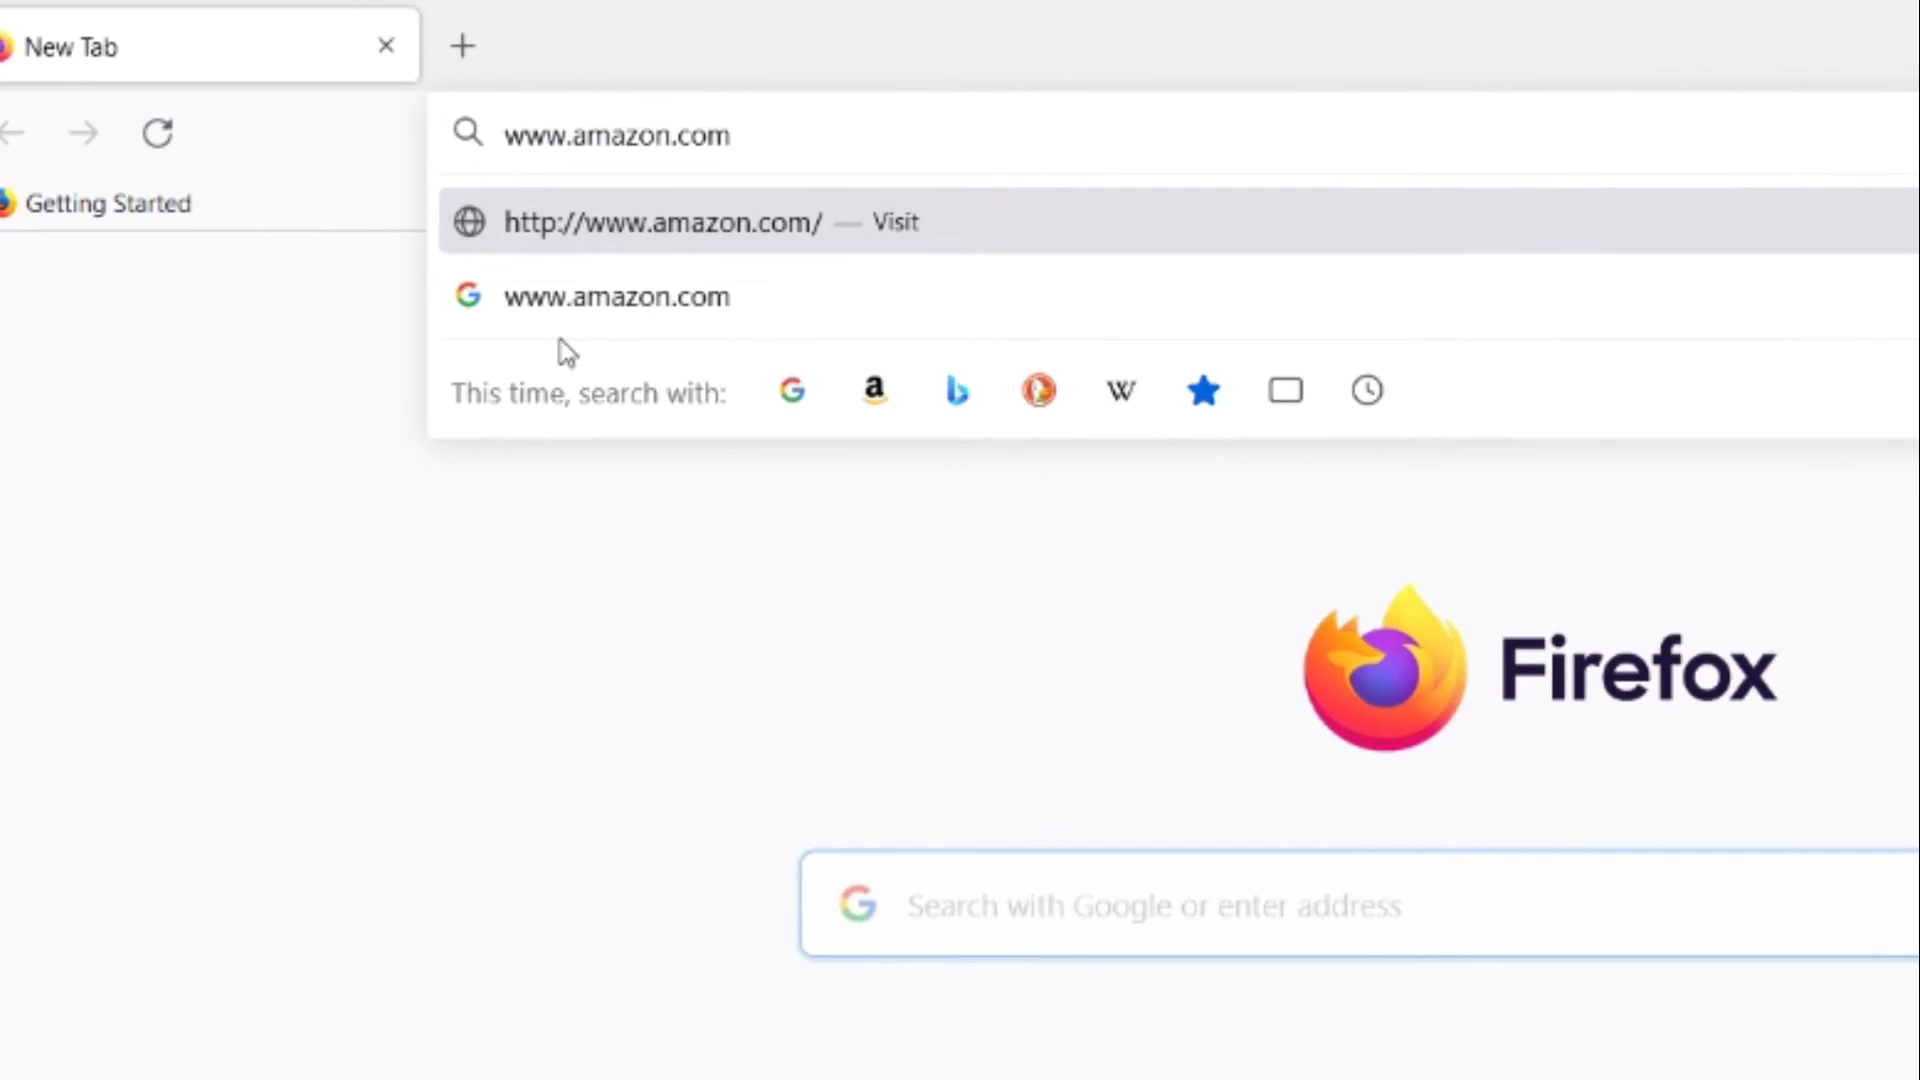 New Tab
www.amazon.com
Getting Started
http://www.amazon.com/ — Visit
www.amazon.com
This time, search with:
Firefox
Search with Google or enter address